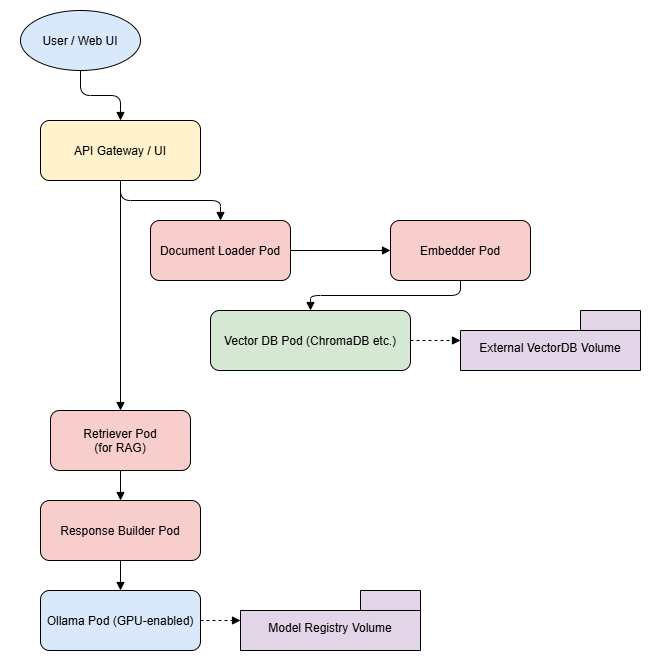 User / Web UI
API Gateway / UI
Document Loader Pod
Embedder Pod
Vector DB Pod (ChromaDB etc.)
External VectorDB Volume
Retriever Pod
(for RAG)
Response Builder Pod
Ollama Pod (GPU-enabled)
Model Registry Volume